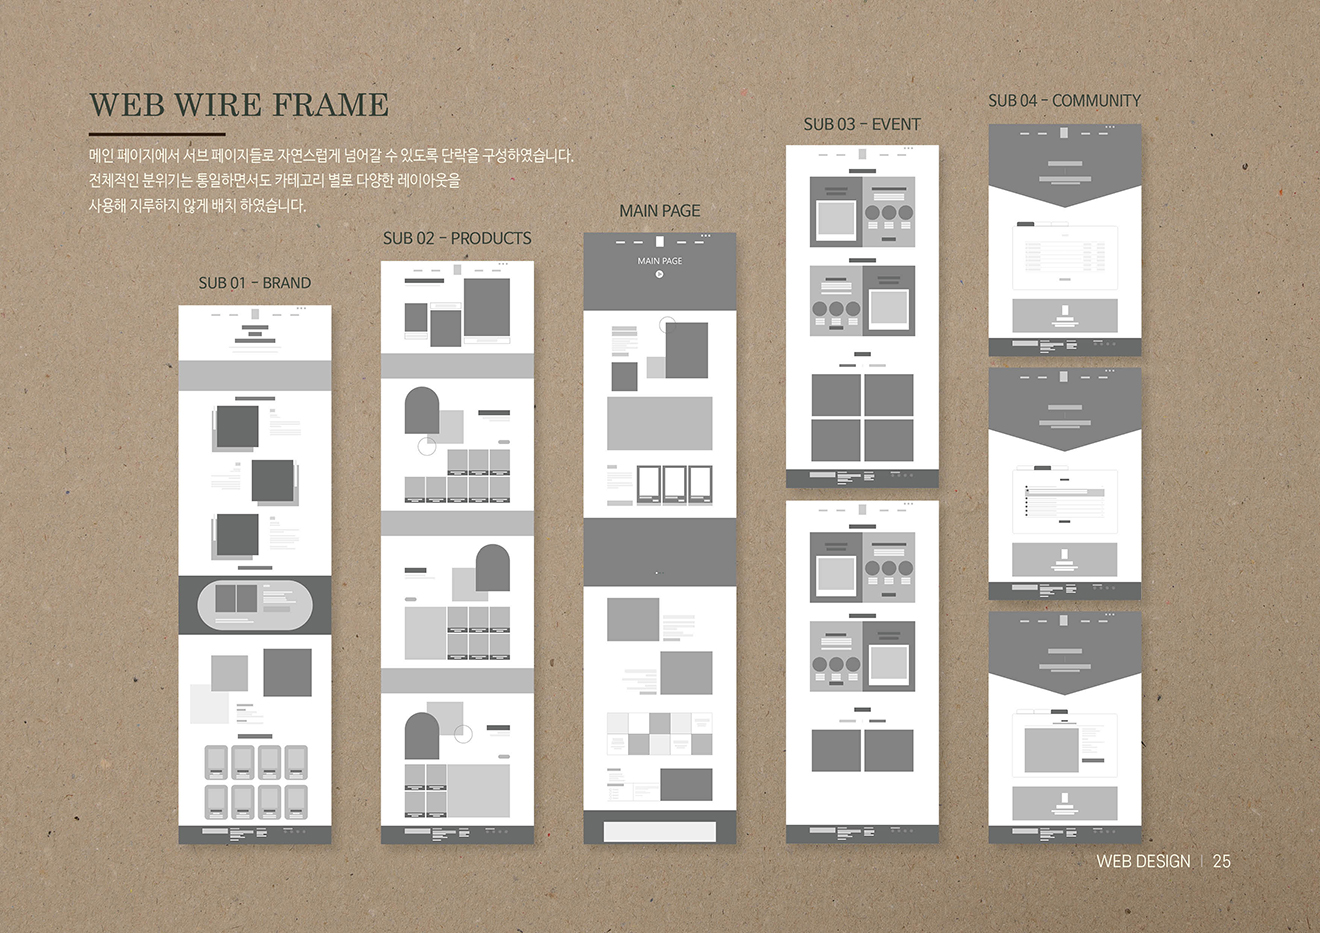 WEB WIRE FRAME
메인 페이지에서 서브 페이지들로 자연스럽게 넘어갈 수 있도록 단락을 구성하였습니다.
전체적인 분위기는 통일하면서도 카테고리 별로 다양한 레이아웃을
사용해 지루하지 않게 배치 하였습니다.
SUB 01 - BRAND
SUB 02 - PRODUCTS
MAIN PAGE
MAIN PAGE
SUB 03 - EVENT
SUB 04 - COMMUNITY
WEB DESIGN | 25